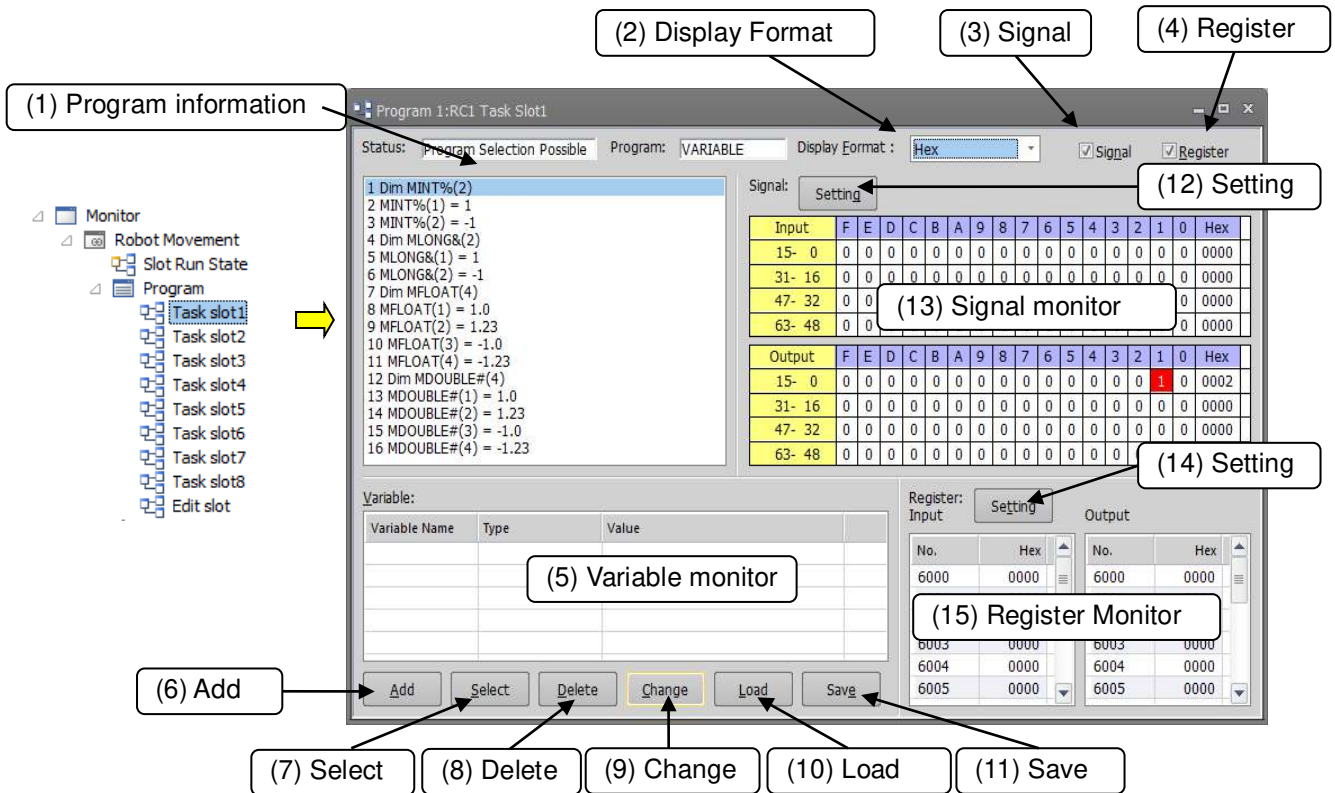 (2) Display Format
(3) Signal
(4) Register
(1) Program information
Program 1:RC1 Task Slot1
Status: Program Selection Possible Program: VARIABLE Display Format : Hex Signal Register
Monitor
Robot Movement
Slot Run State
Program
Task slot1
Task slot2
Task slot3
Task slot4
Task slot5
Task slot6
Task slot7
Task slot8
Edit slot
1 Dim MINT%(2)
2 MINT%(1) = 1
3 MINT%(2) = -1
4 Dim MLONG&(2)
5 MLONG&(1) = 1
6 MLONG&(2) = -1
7 Dim MFLOAT(4)
8 MFLOAT(1) = 1.0
9 MFLOAT(2) = 1.23
10 MFLOAT(3) = -1.0
11 MFLOAT(4) = -1.23
12 Dim MDOUBLE#(4)
13 MDOUBLE#(1) = 1.0
14 MDOUBLE#(2) = 1.23
15 MDOUBLE#(3) = -1.0
16 MDOUBLE#(4) = -1.23
Signal: Setting
(12) Setting
Input F E D C B A 9 8 7 6 5 4 3 2 1 0 Hex
15- 0 0 0 0 0 0 0 0 0 0 0 0 0 0 0 0 0 0000
31- 16 0 0 0 0 0 0 0 0 0 0 0 0 0 0 0 0 0000
47- 32 0 0 0 0000
63- 48 0 0 0 0000
(13) Signal monitor
Output F E D C B A 9 8 7 6 5 4 3 2 1 0 Hex
15- 0 0 0 0 0 0 0 0 0 0 0 0 0 0 0 1 0 0002
31- 16 0 0 0 0 0 0 0 0 0 0 0 0 0 0 0 0 0000
47- 32 0 0 0 0 0 0 0 0 0 0 0 0 0 0 0 0 0000
63- 48 0 0 0 0 0 0 0 0 0 0 0 0 0
(14) Setting
Variable:
Variable Name Type Value
(5) Variable monitor
Register: Setting
Input Output
No. Hex No. Hex
6000 0000 6000 0000
(15) Register Monitor
6003 0000 6003 0000
6004 0000 6004 0000
6005 0000 6005 0000
(6) Add
Add Select Delete Change Load Save
(7) Select
(8) Delete
(9) Change
(10) Load
(11) Save